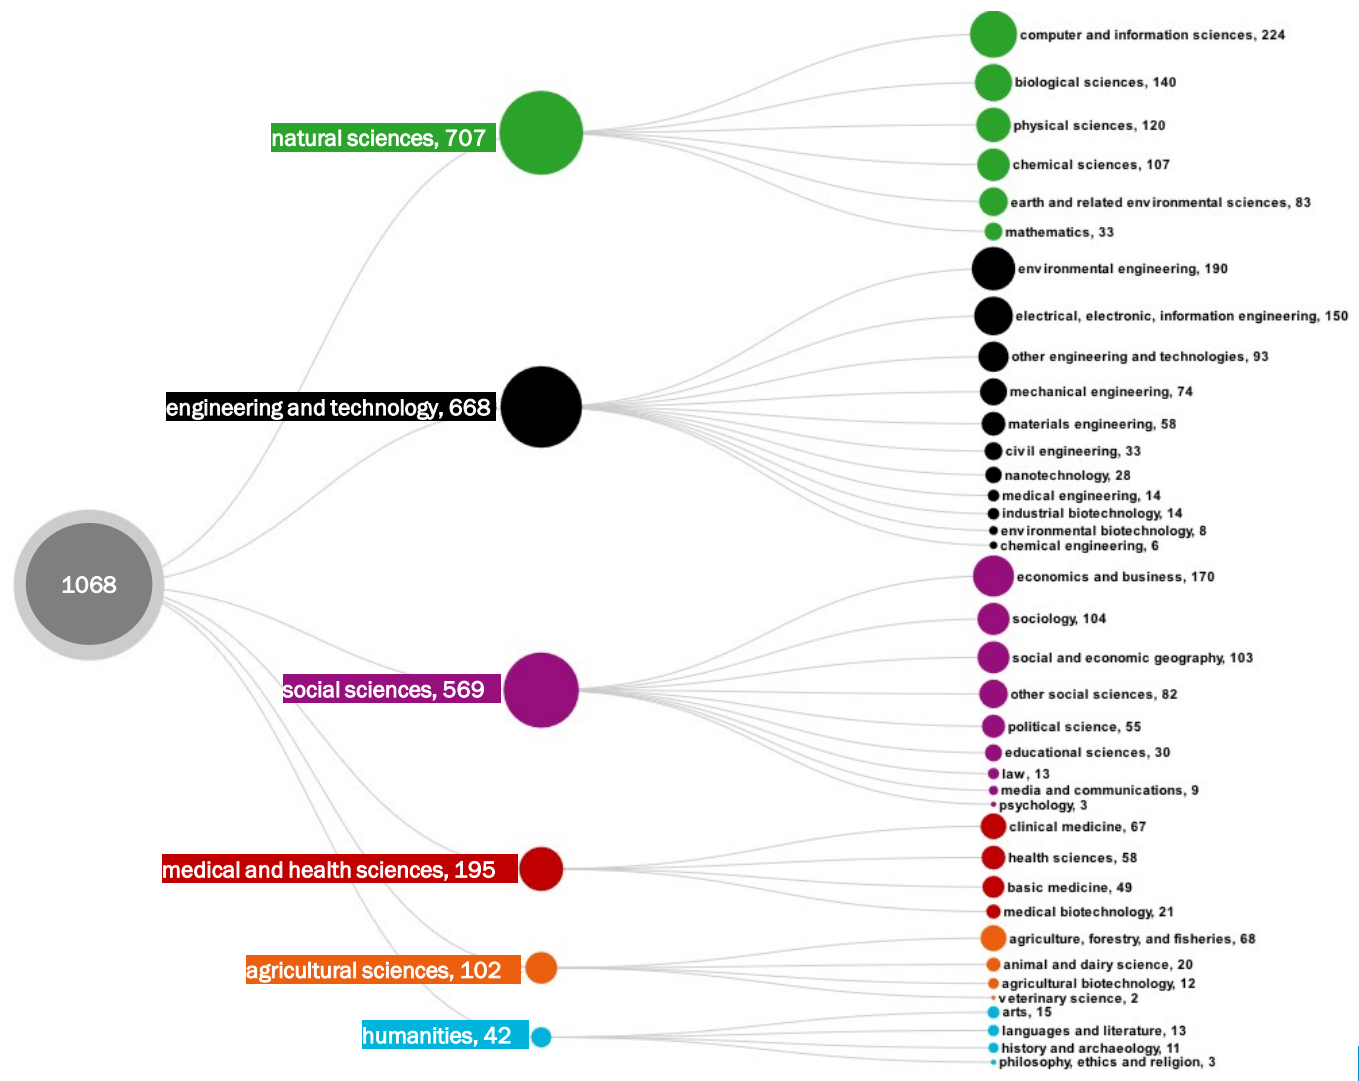 1068
natural sciences, 707
computer and information sciences, 224
biological sciences, 140
physical sciences, 120
chemical sciences, 107
earth and related environmental sciences, 83
mathematics, 33
engineering and technology, 668
environmental engineering, 190
electrical, electronic, information engineering, 150
other engineering and technologies, 93
mechanical engineering, 74
materials engineering, 58
civil engineering, 33
nanotechnology, 28
medical engineering, 14
industrial biotechnology, 14
environmental biotechnology, 8
chemical engineering, 6
social sciences, 569
economics and business, 170
sociology, 104
social and economic geography, 103
other social sciences, 82
political science, 55
educational sciences, 30
law, 13
media and communications, 9
psychology, 3
medical and health sciences, 195
clinical medicine, 67
health sciences, 58
basic medicine, 49
medical biotechnology, 21
agricultural sciences, 102
agriculture, forestry, and fisheries, 68
animal and dairy science, 20
agricultural biotechnology, 12
veterinary science, 2
humanities, 42
arts, 15
languages and literature, 13
history and archaeology, 11
philosophy, ethics and religion, 3